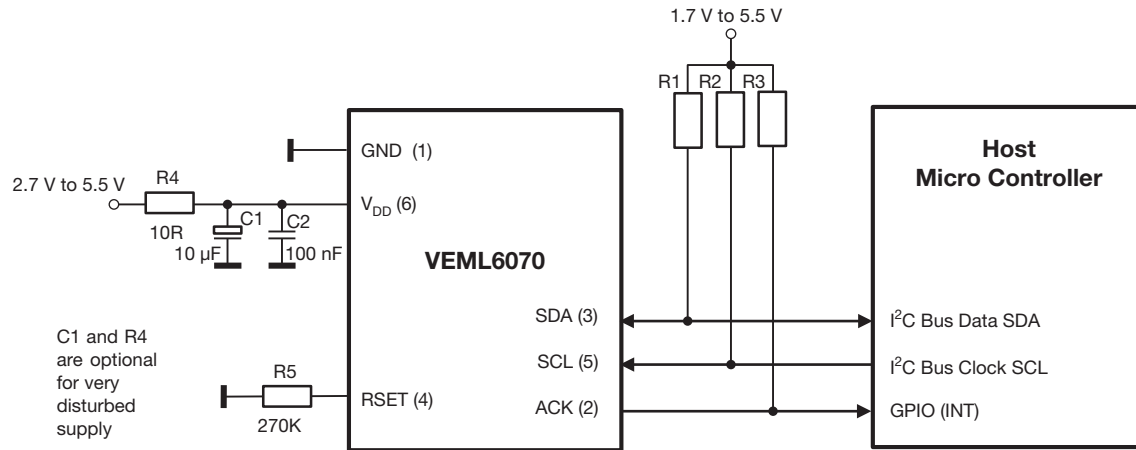 1.7 V to 5.5 V
R1 R2 R3
Host
Micro Controller
GND (1)
2.7 V to 5.5 V
R4
10R
C1
10 µF
C2
100 nF
V_DD (6)
VEML6070
SDA (3)
I²C Bus Data SDA
SCL (5)
I²C Bus Clock SCL
ACK (2)
GPIO (INT)
R5
270K
RSET (4)
C1 and R4
are optional
for very
disturbed
supply